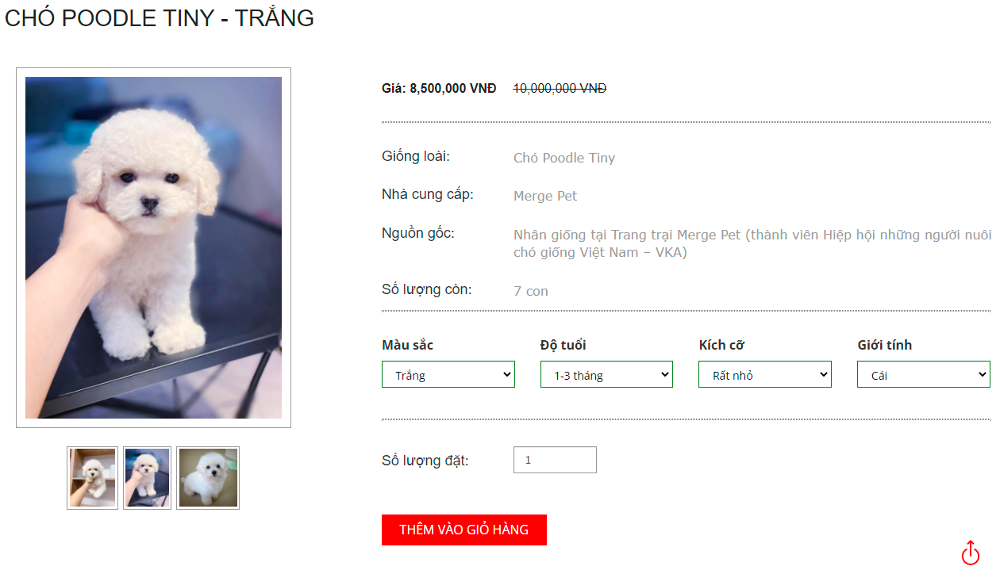 CHÓ POODLE TINY - TRẮNG
Giá: 8,500,000 VNĐ 10,000,000 VNĐ
Giống loài: Chó Poodle Tiny
Nhà cung cấp: Merge Pet
Nguồn gốc: Nhân giống tại Trang trại Merge Pet (thành viên Hiệp hội những người nuôi
chó giống Việt Nam – VKA)
Số lượng còn: 7 con
Màu sắc Độ tuổi Kích cỡ Giới tính
Trắng 1-3 tháng Rất nhỏ Cái
Số lượng đặt: 1
THÊM VÀO GIỎ HÀNG